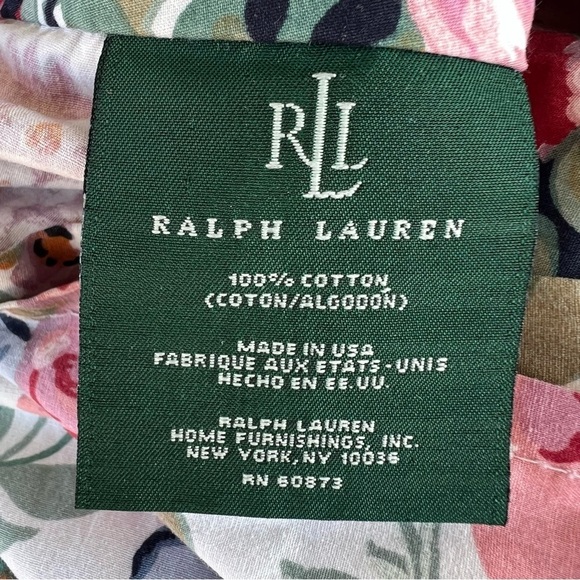 RLL
RALPH LAUREN
100% COTTON
(COTON/ALGODÓN)
MADE IN USA
FABRIQUE AUX ETATS-UNIS
HECHO EN EE.UU.
RALPH LAUREN
HOME FURNISHINGS, INC.
NEW YORK, NY 10036
RN 60873